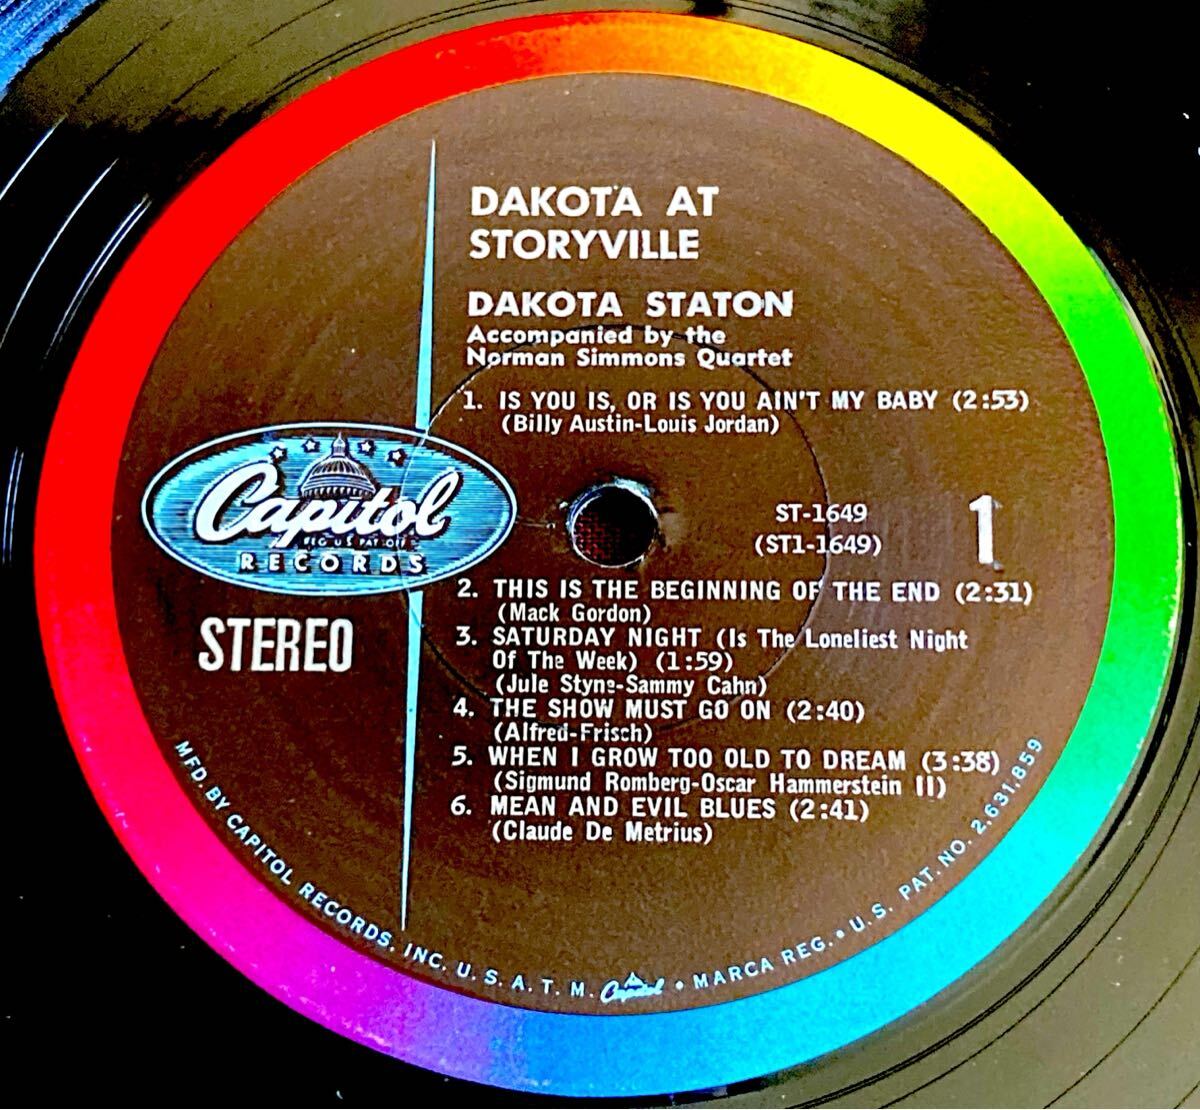 DAKOTA AT
STORYVILLE
DAKOTA STATON
Accompanied by the
Norman Simmons Quartet
1. IS YOU IS, OR IS YOU AIN'T MY BABY (2:53)
(Billy Austin-Louis Jordan)
Capitol
REG U S PAT OFF
RECORDS
STEREO
ST-1649
(ST1-1649)
1
2. THIS IS THE BEGINNING OF THE END (2:31)
(Mack Gordon)
3. SATURDAY NIGHT (Is The Loneliest Night
Of The Week) (1:59)
(Jule Styne-Sammy Cahn)
4. THE SHOW MUST GO ON (2:40)
(Alfred-Frisch)
5. WHEN I GROW TOO OLD TO DREAM (3:38)
(Sigmund Romberg-Oscar Hammerstein II)
6. MEAN AND EVIL BLUES (2:41)
(Claude De Metrius)
MFD. BY CAPITOL RECORDS, INC. U. S. A. T. M. Capitol • MARCA REG. • U.S. PAT. NO. 2,631,859